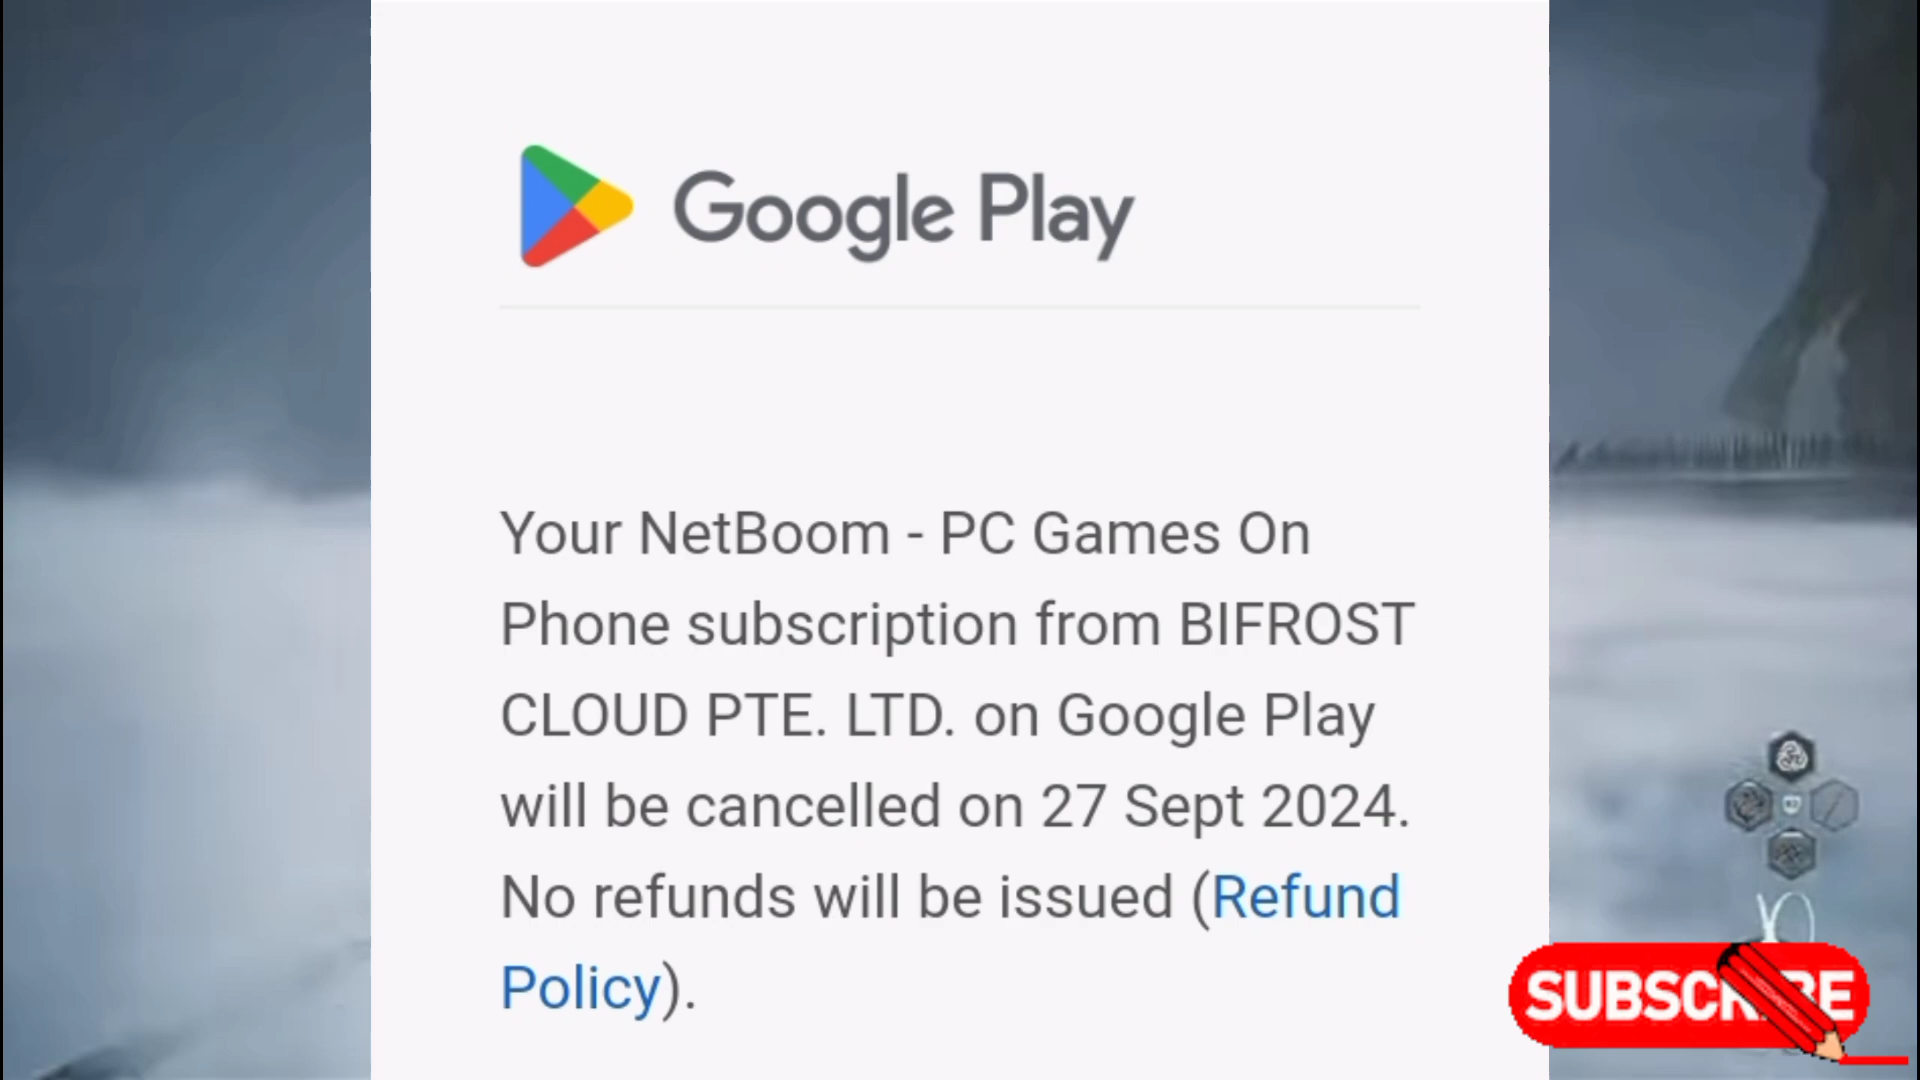 Google Play
Your NetBoom - PC Games On
Phone subscription from BIFROST
CLOUD PTE. LTD. on Google Play
will be cancelled on 27 Sept 2024.
No refunds will be issued (Refund
Policy).
SUBSCRIBE